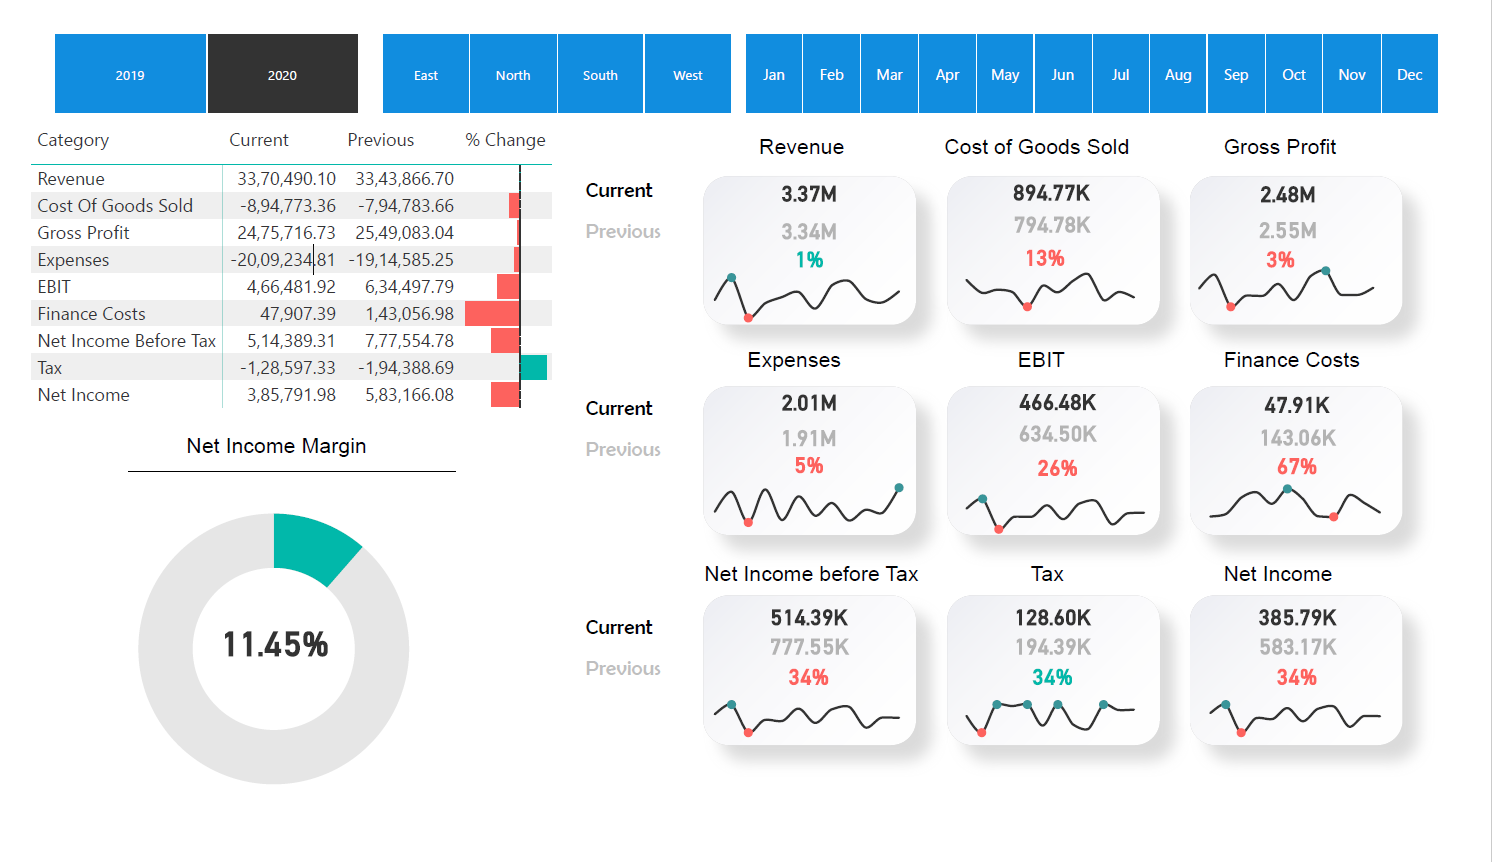 2019 2020 East North South West Jan Feb Mar Apr May Jun Jul Aug Sep Oct Nov Dec
Category Current Previous % Change
Revenue 33,70,490.10 33,43,866.70
Cost Of Goods Sold -8,94,773.36 -7,94,783.66
Gross Profit 24,75,716.73 25,49,083.04
Expenses -20,09,234.81 -19,14,585.25
EBIT 4,66,481.92 6,34,497.79
Finance Costs 47,907.39 1,43,056.98
Net Income Before Tax 5,14,389.31 7,77,554.78
Tax -1,28,597.33 -1,94,388.69
Net Income 3,85,791.98 5,83,166.08
Net Income Margin
11.45%
Revenue Cost of Goods Sold Gross Profit
Current 3.37M 894.77K 2.48M
Previous 3.34M 794.78K 2.55M
1% 13% 3%
Expenses EBIT Finance Costs
Current 2.01M 466.48K 47.91K
Previous 1.91M 634.50K 143.06K
5% 26% 67%
Net Income before Tax Tax Net Income
Current 514.39K 128.60K 385.79K
Previous 777.55K 194.39K 583.17K
34% 34% 34%